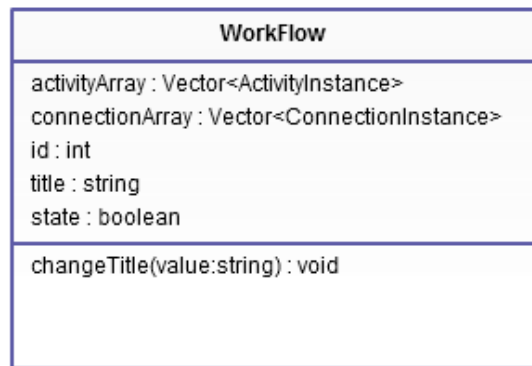 WorkFlow
activityArray : Vector<ActivityInstance>
connectionArray : Vector<ConnectionInstance>
id : int
title : string
state : boolean
changeTitle(value:string) : void